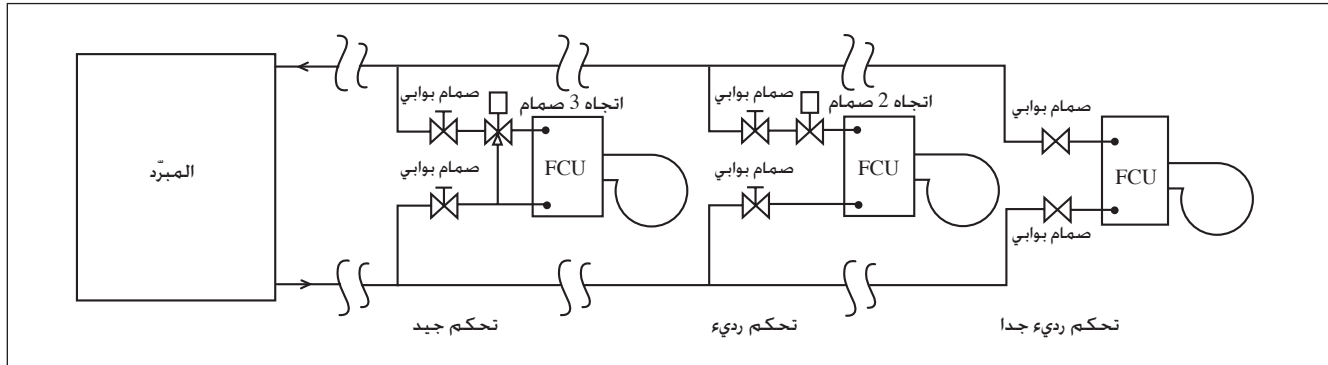 المبرّد
صمام بوابي
اتجاه 3 صمام
صمام بوابي
FCU
تحكم جيد
صمام بوابي
اتجاه 2 صمام
صمام بوابي
FCU
تحكم رديء
صمام بوابي
FCU
صمام بوابي
تحكم رديء جدا